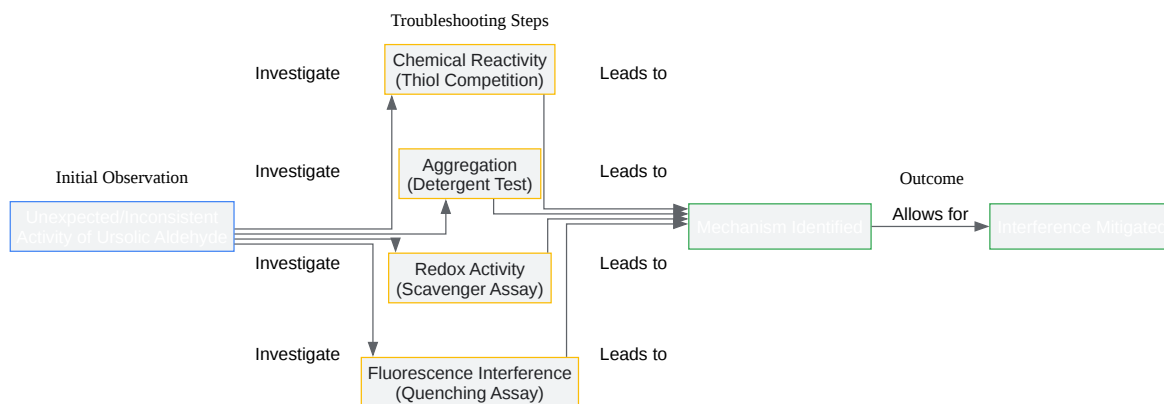 Troubleshooting Steps
Investigate
Chemical Reactivity
(Thiol Competition)
Leads to
Investigate
Aggregation
(Detergent Test)
Leads to
Initial Observation
Unexpected/Inconsistent
Activity of Ursolic Aldehyde
Outcome
Mechanism Identified
Allows for
Interference Mitigated
Investigate
Redox Activity
(Scavenger Assay)
Leads to
Investigate
Fluorescence Interference
(Quenching Assay)
Leads to